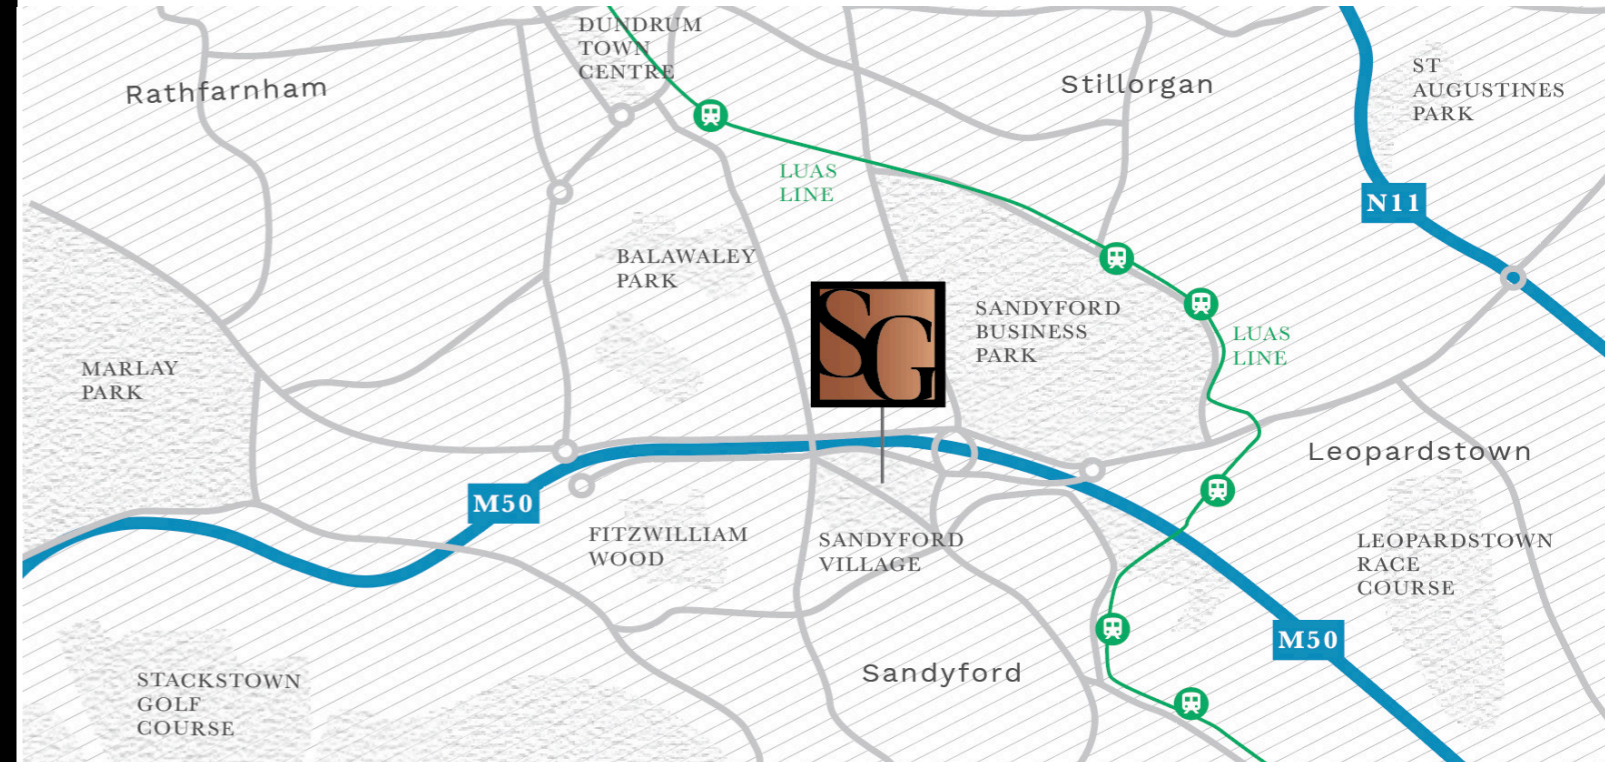 DUNDRUM
TOWN
CENTRE
Rathfarnham
Stillorgan
ST
AUGUSTINES
PARK
LUAS
LINE
N11
BALAWALEY
PARK
SG
SANDYFORD
BUSINESS
PARK
LUAS
LINE
MARLAY
PARK
Leopardstown
M50
FITZWILLIAM
WOOD
SANDYFORD
VILLAGE
LEOPARDSTOWN
RACE
COURSE
M50
Sandyford
STACKSTOWN
GOLF
COURSE